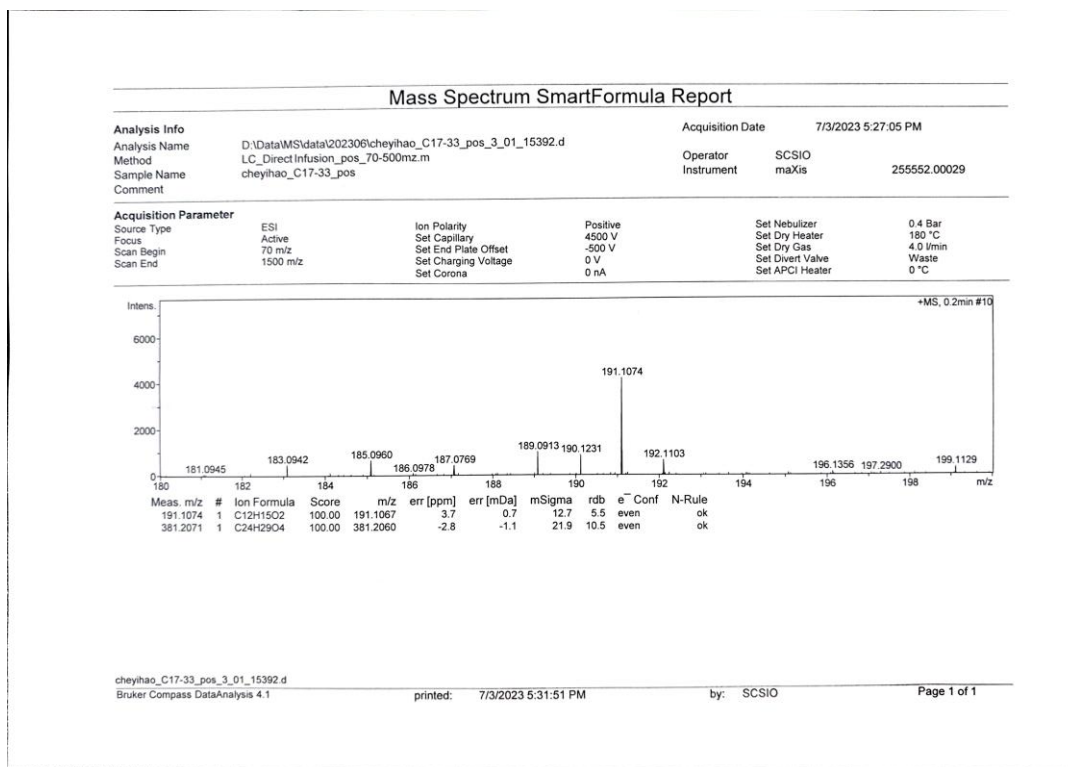 Mass Spectrum SmartFormula Report
Analysis Info
Acquisition Date 7/3/2023 5:27:05 PM
Analysis Name D:\Data\MS\data\202306\cheyihao_C17-33_pos_3_01_15392.d
Method LC_Direct Infusion_pos_70-500mz.m
Operator SCSIO
Sample Name cheyihao_C17-33_pos
Instrument maXis 255552.00029
Comment
Acquisition Parameter
Source Type ESI Ion Polarity Positive Set Nebulizer 0.4 Bar
Focus Active Set Capillary 4500 V Set Dry Heater 180 °C
Scan Begin 70 m/z Set End Plate Offset -500 V Set Dry Gas 4.0 l/min
Scan End 1500 m/z Set Charging Voltage 0 V Set Divert Valve Waste
Set Corona 0 nA Set APCI Heater 0 °C
Intens.
+MS, 0.2min #10
6000
191.1074
4000
2000
181.0945 183.0942 185.0960 186.0978 187.0769 189.0913 190.1231 192.1103 196.1356 197.2900 199.1129
0
180 182 184 186 188 190 192 194 196 198 m/z
Meas. m/z # Ion Formula Score m/z err [ppm] err [mDa] mSigma rdb e¯ Conf N-Rule
191.1074 1 C12H15O2 100.00 191.1067 3.7 0.7 12.7 5.5 even ok
381.2071 1 C24H29O4 100.00 381.2060 -2.8 -1.1 21.9 10.5 even ok
cheyihao_C17-33_pos_3_01_15392.d
Bruker Compass DataAnalysis 4.1 printed: 7/3/2023 5:31:51 PM by: SCSIO Page 1 of 1